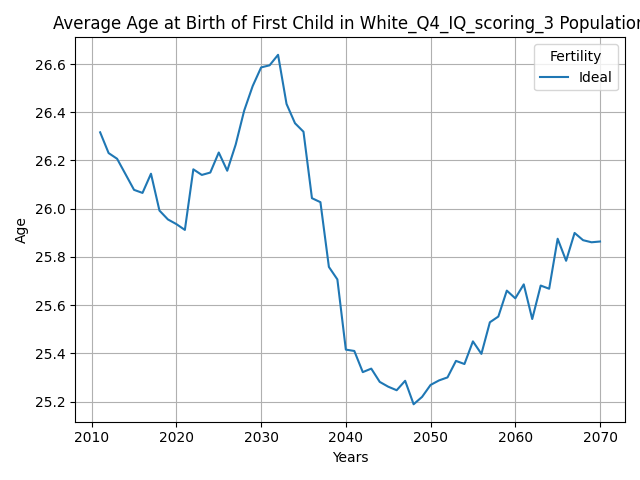 Average Age at Birth of First Child in White_Q4_IQ_scoring_3 Population
Fertility
Ideal
26.6
26.4
26.2
26.0
25.8
25.6
25.4
25.2
Age
2010 2020 2030 2040 2050 2060 2070
Years